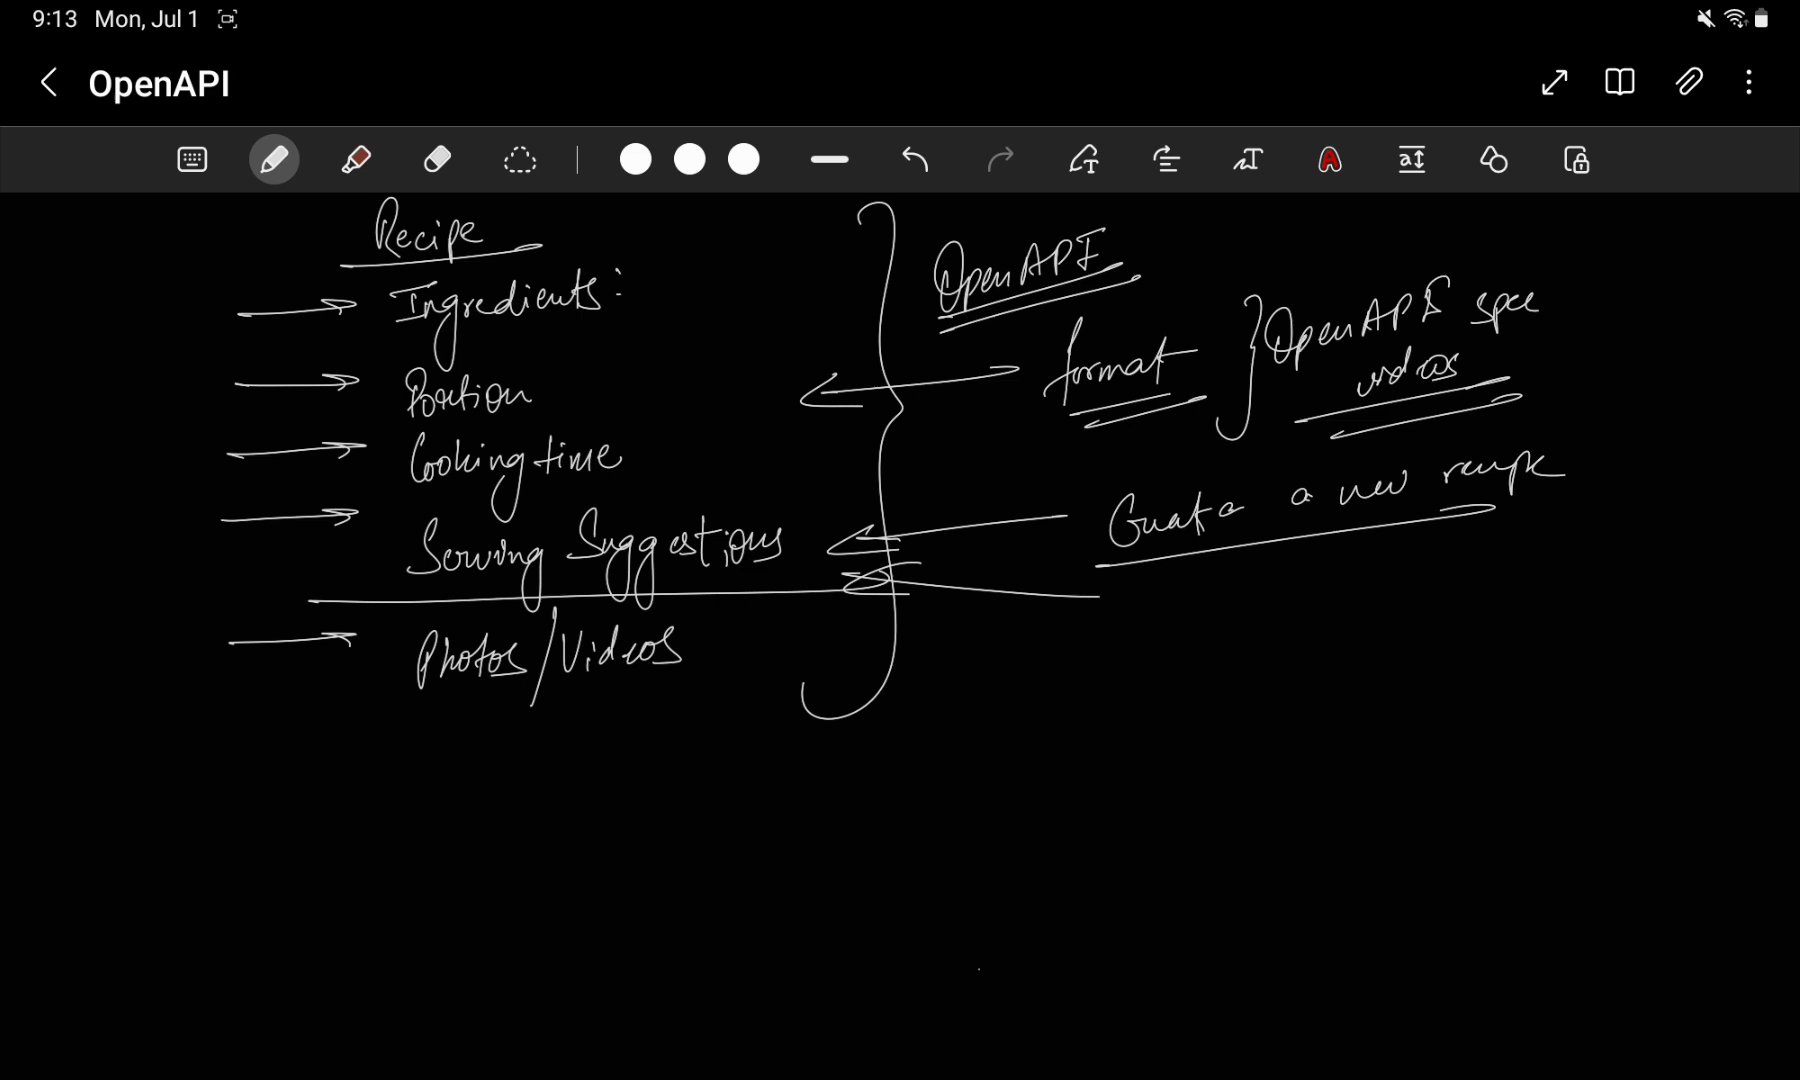 9:13 Mon, Jul 1
OpenAPI
Recipe
Ingredients:
Portion
Cooking time
Serving Suggestions
Photos/Videos
OpenAPI
format
OpenAPI spec
videos
Create a new recipe